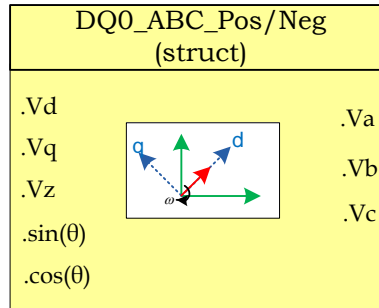 DQ0_ABC_Pos/Neg
(struct)
.Vd
.Vq
.Vz
.sin(θ)
.cos(θ)
q
d
ω
.Va
.Vb
.Vc